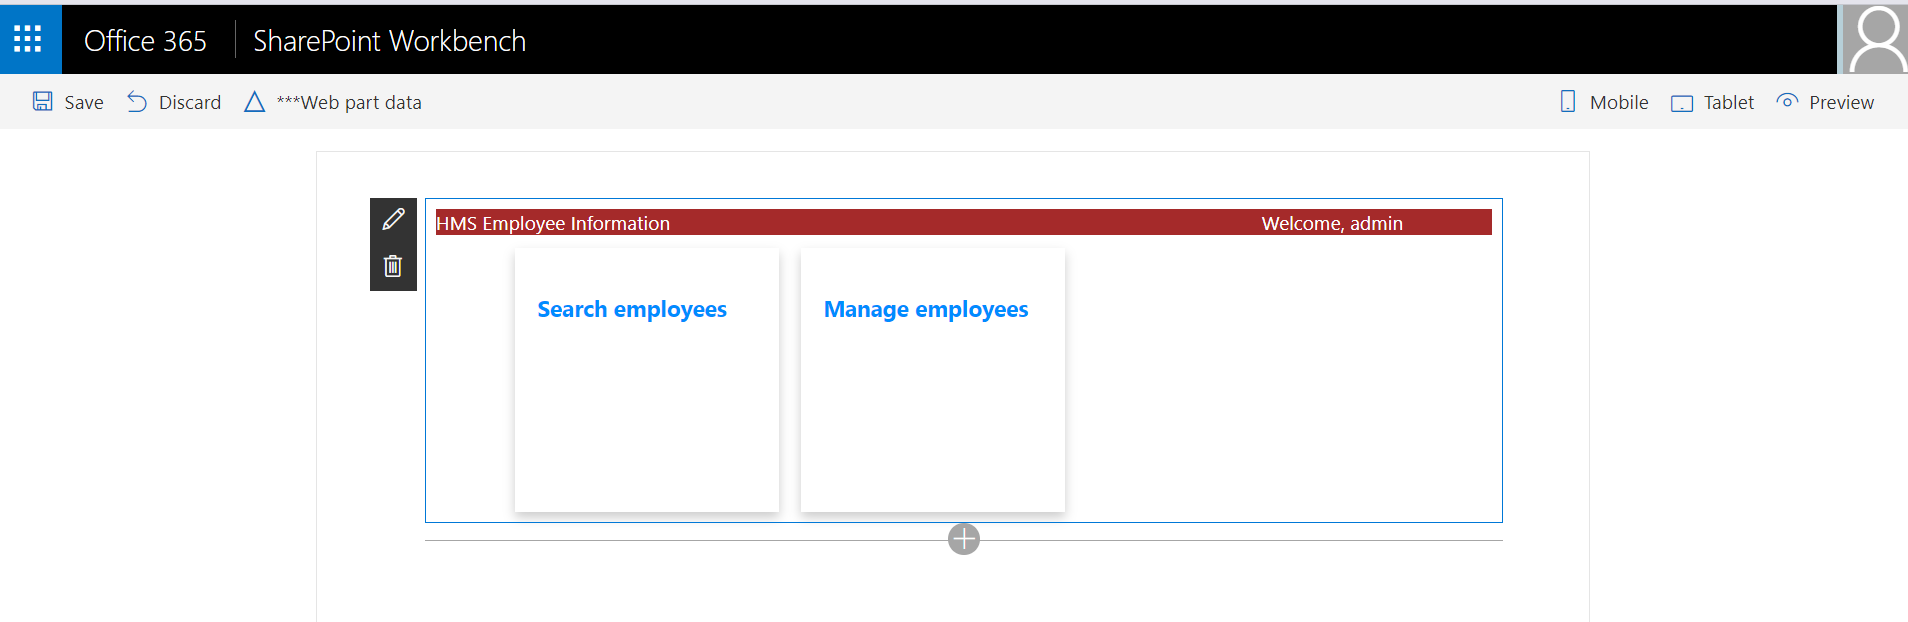 Office 365 SharePoint Workbench
Save Discard ***Web part data Mobile Tablet Preview
HMS Employee Information Welcome, admin
Search employees Manage employees